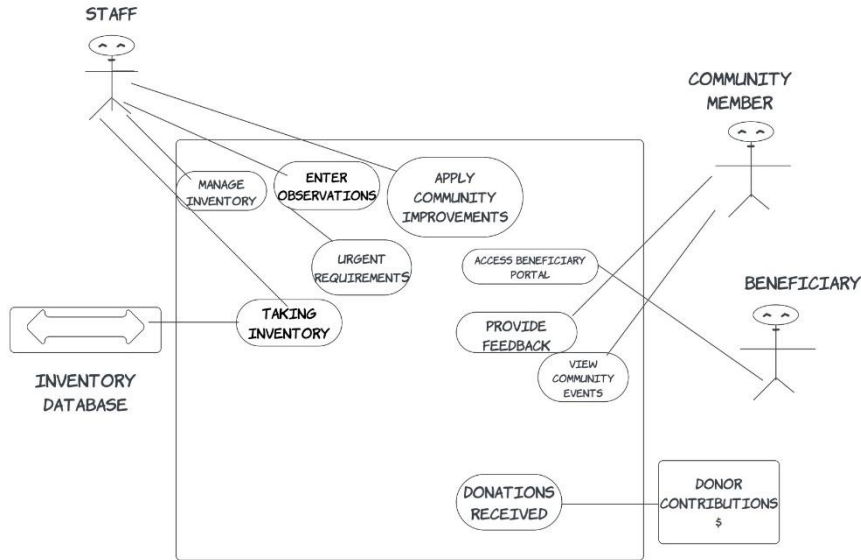 STAFF
COMMUNITY
MEMBER
MANAGE
INVENTORY
ENTER
OBSERVATIONS
APPLY
COMMUNITY
IMPROVEMENTS
URGENT
REQUIREMENTS
ACCESS BENEFICIARY
PORTAL
BENEFICIARY
TAKING
INVENTORY
PROVIDE
FEEDBACK
VIEW
COMMUNITY
EVENTS
INVENTORY
DATABASE
DONATIONS
RECEIVED
DONOR
CONTRIBUTIONS
$